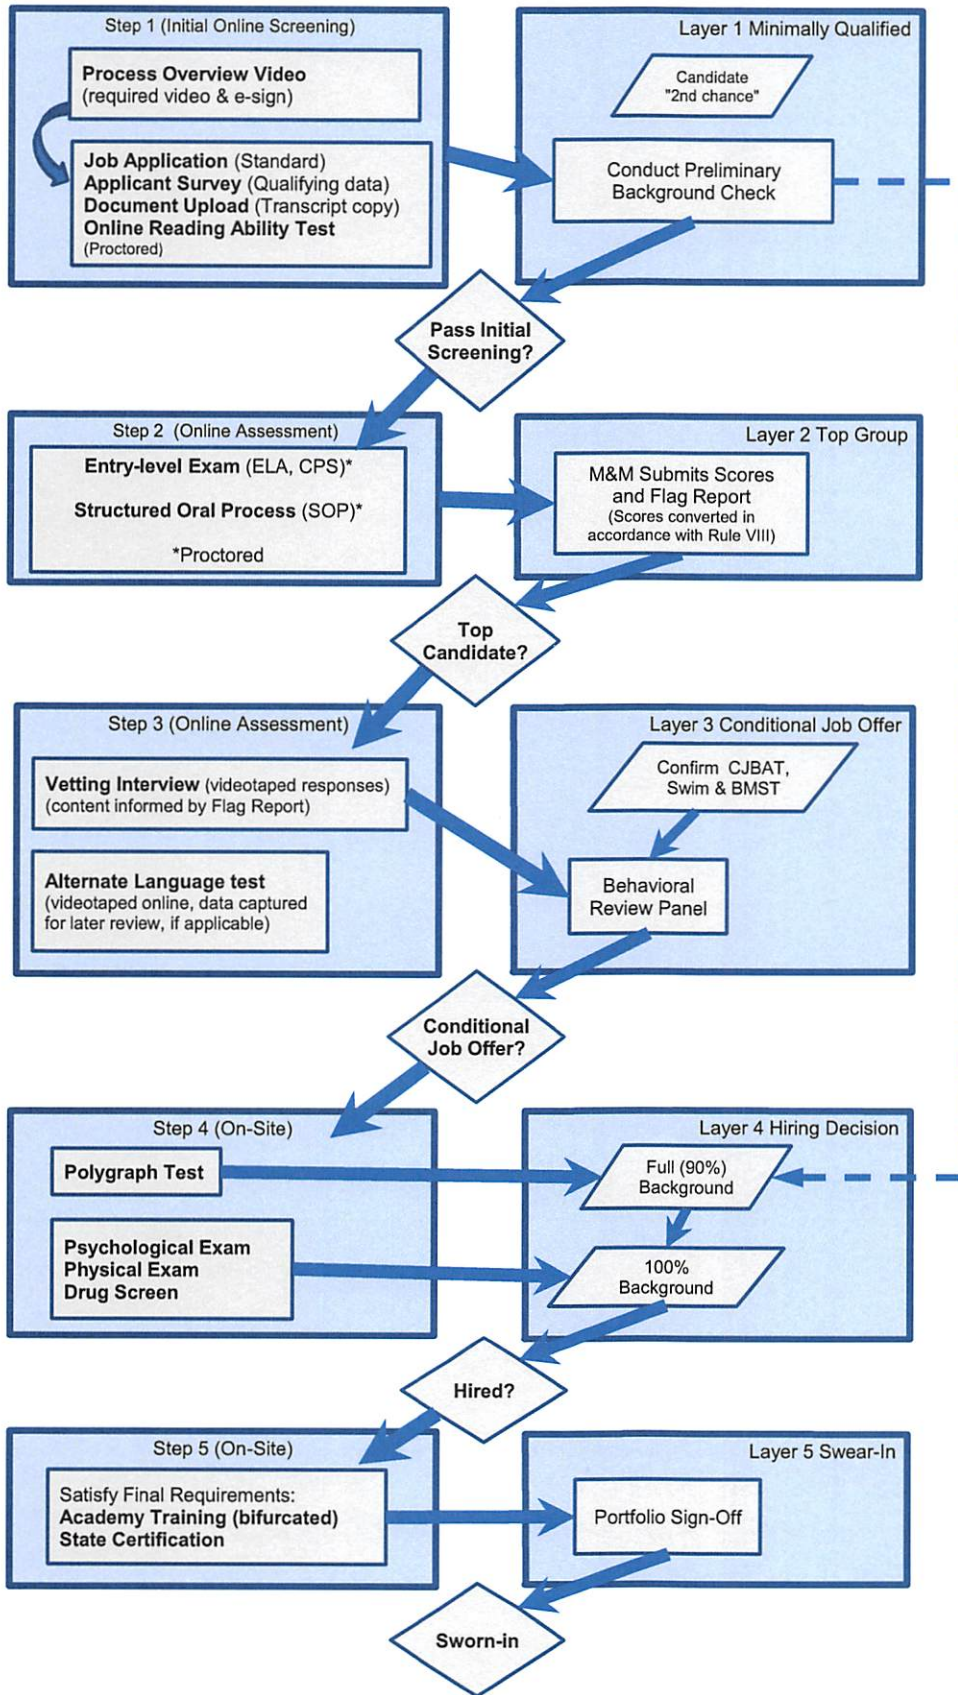 Step 1 (Initial Online Screening)
Process Overview Video
(required video & e-sign)
Job Application (Standard)
Applicant Survey (Qualifying data)
Document Upload (Transcript copy)
Online Reading Ability Test
(Proctored)
Layer 1 Minimally Qualified
Candidate
"2nd chance"
Conduct Preliminary
Background Check
Pass Initial
Screening?
Step 2 (Online Assessment)
Entry-level Exam (ELA, CPS)*
Structured Oral Process (SOP)*
*Proctored
Layer 2 Top Group
M&M Submits Scores
and Flag Report
(Scores converted in
accordance with Rule VIII)
Top
Candidate?
Step 3 (Online Assessment)
Vetting Interview (videotaped responses)
(content informed by Flag Report)
Alternate Language test
(videotaped online, data captured
for later review, if applicable)
Layer 3 Conditional Job Offer
Confirm CJBAT,
Swim & BMST
Behavioral
Review Panel
Conditional
Job Offer?
Step 4 (On-Site)
Polygraph Test
Psychological Exam
Physical Exam
Drug Screen
Layer 4 Hiring Decision
Full (90%)
Background
100%
Background
Hired?
Step 5 (On-Site)
Satisfy Final Requirements:
Academy Training (bifurcated)
State Certification
Layer 5 Swear-In
Portfolio Sign-Off
Sworn-in